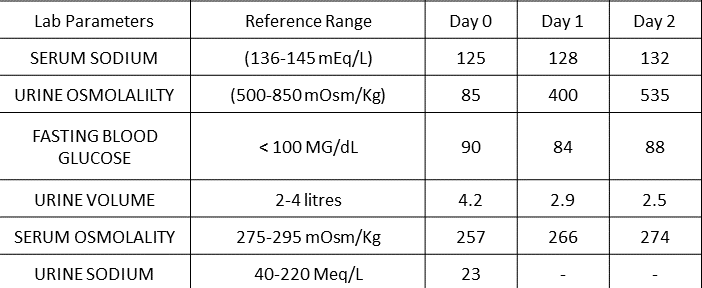 Lab Parameters Reference Range Day 0 Day 1 Day 2
SERUM SODIUM (136-145 mEq/L) 125 128 132
URINE OSMOLALILTY (500-850 mOsm/Kg) 85 400 535
FASTING BLOOD GLUCOSE < 100 MG/dL 90 84 88
URINE VOLUME 2-4 litres 4.2 2.9 2.5
SERUM OSMOLALITY 275-295 mOsm/Kg 257 266 274
URINE SODIUM 40-220 Meq/L 23 - -